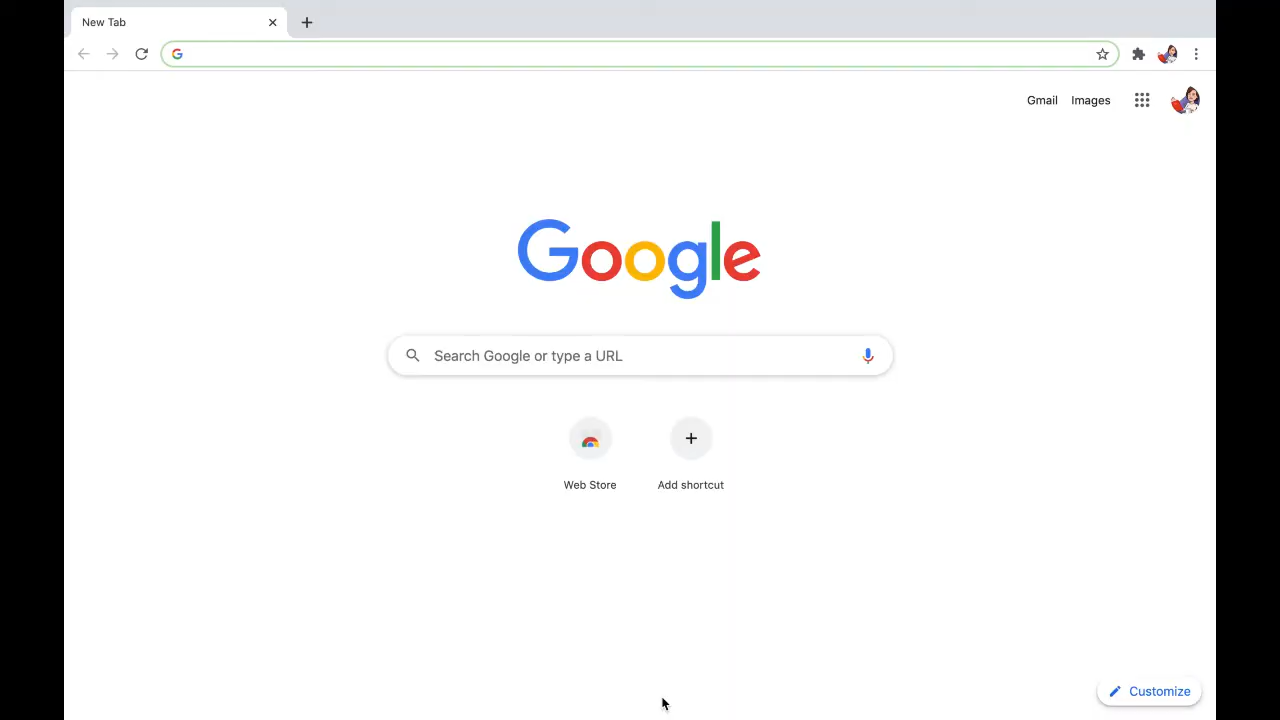 New Tab
Gmail Images
Google
Search Google or type a URL
Web Store Add shortcut
Customize